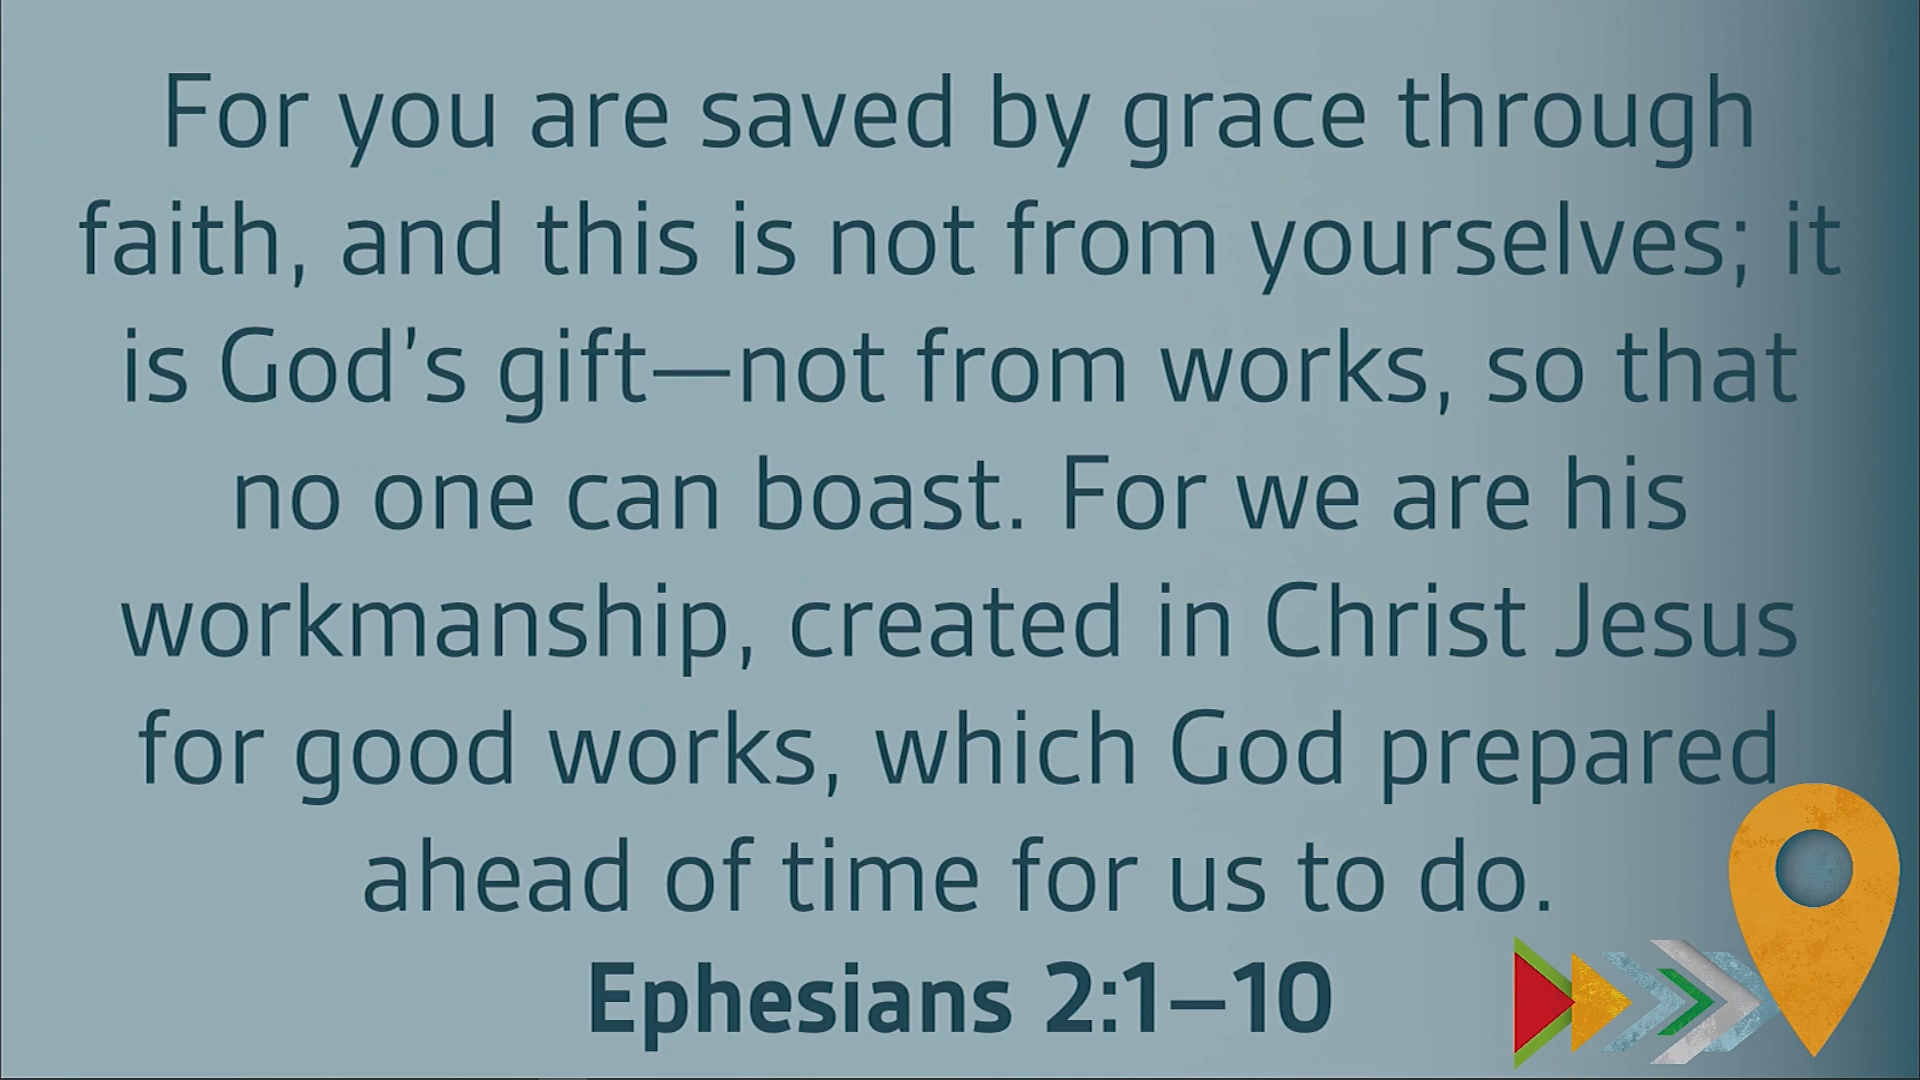 For you are saved by grace through
faith, and this is not from yourselves; it
is God’s gift—not from works, so that
no one can boast. For we are his
workmanship, created in Christ Jesus
for good works, which God prepared
ahead of time for us to do.
Ephesians 2:1–10